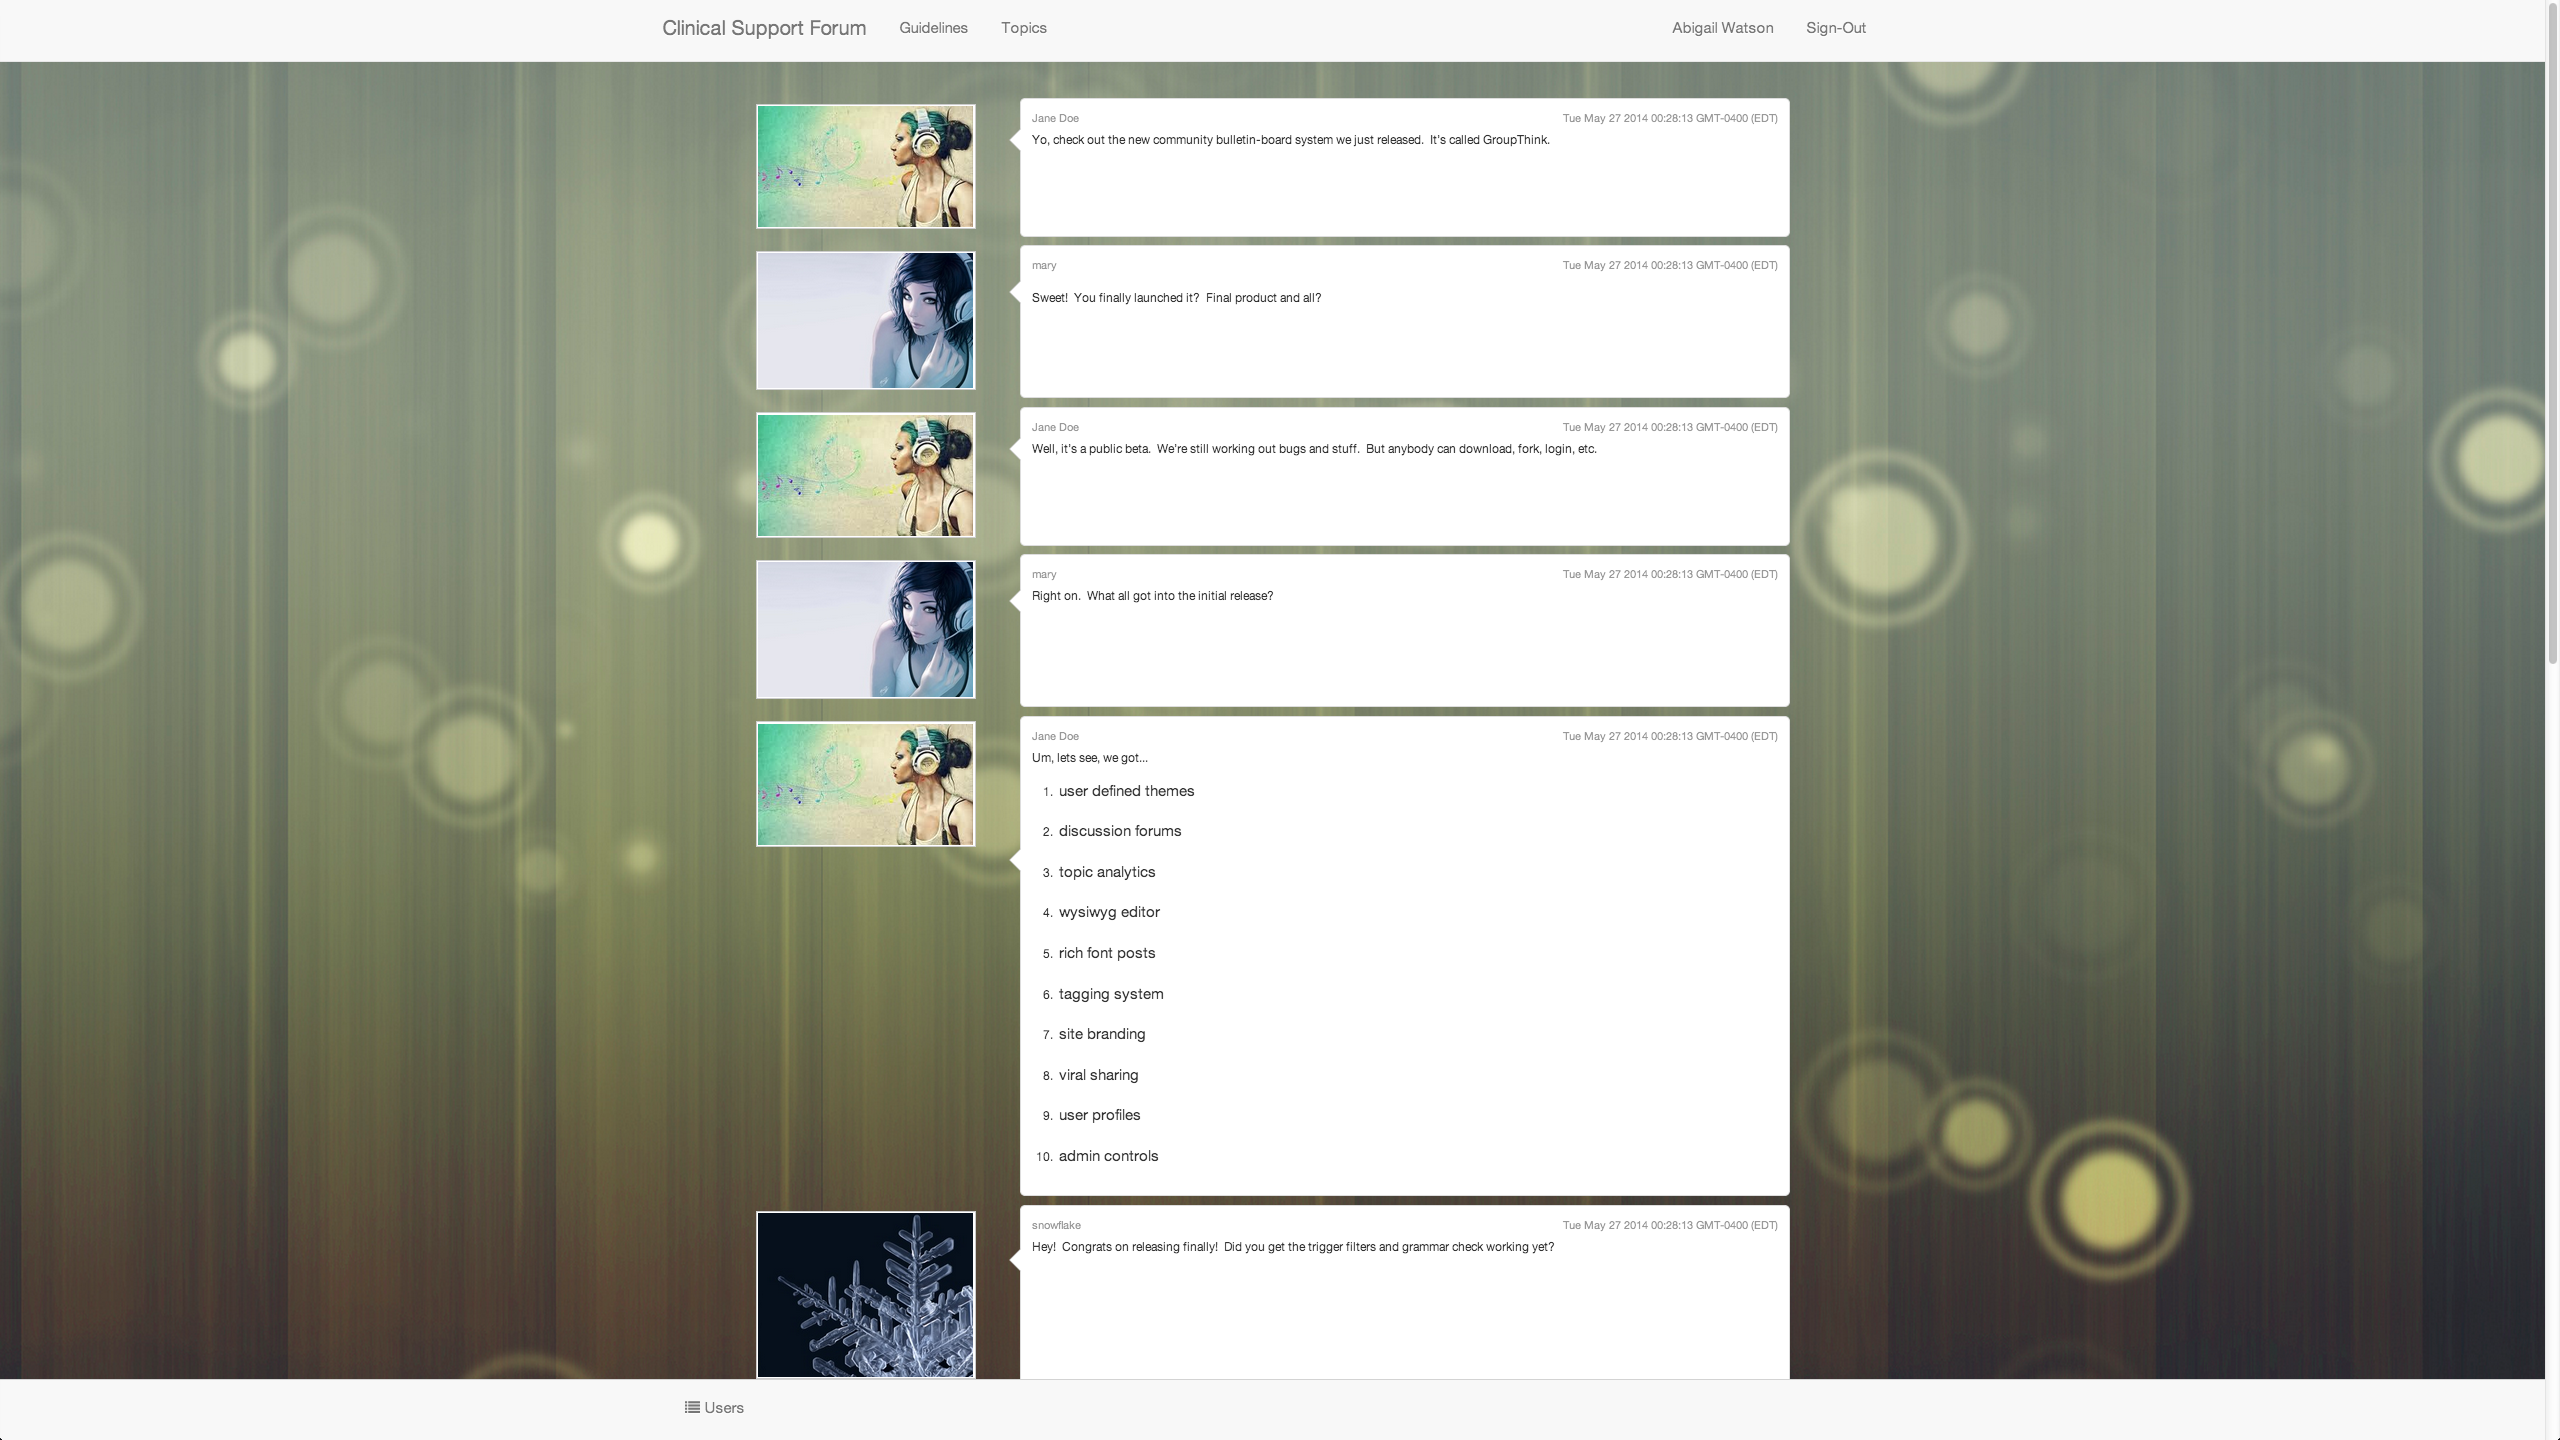 Clinical Support Forum Guidelines Topics Abigail Watson Sign-Out
Jane Doe Tue May 27 2014 00:28:13 GMT-0400 (EDT)
Yo, check out the new community bulletin-board system we just released. It's called GroupThink.
mary Tue May 27 2014 00:28:13 GMT-0400 (EDT)
Sweet! You finally launched it? Final product and all?
Jane Doe Tue May 27 2014 00:28:13 GMT-0400 (EDT)
Well, it's a public beta. We're still working out bugs and stuff. But anybody can download, fork, login, etc.
mary Tue May 27 2014 00:28:13 GMT-0400 (EDT)
Right on. What all got into the initial release?
Jane Doe Tue May 27 2014 00:28:13 GMT-0400 (EDT)
Um, lets see, we got...
1. user defined themes
2. discussion forums
3. topic analytics
4. wysiwyg editor
5. rich font posts
6. tagging system
7. site branding
8. viral sharing
9. user profiles
10. admin controls
snowflake Tue May 27 2014 00:28:13 GMT-0400 (EDT)
Hey! Congrats on releasing finally! Did you get the trigger filters and grammar check working yet?
Users